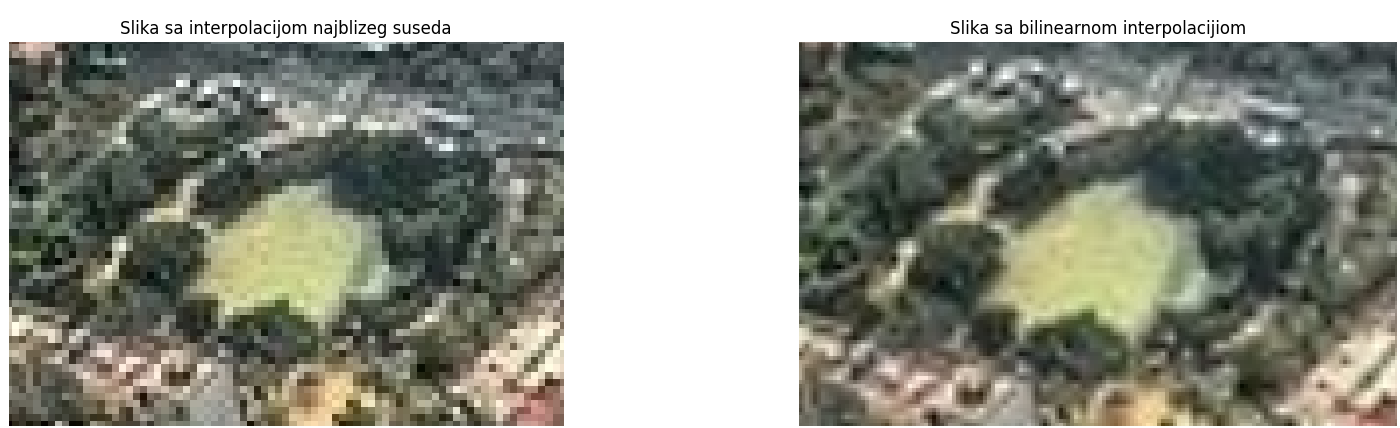 Slika sa interpolacijom najblizeg suseda
Slika sa bilinearnom interpolacijiom